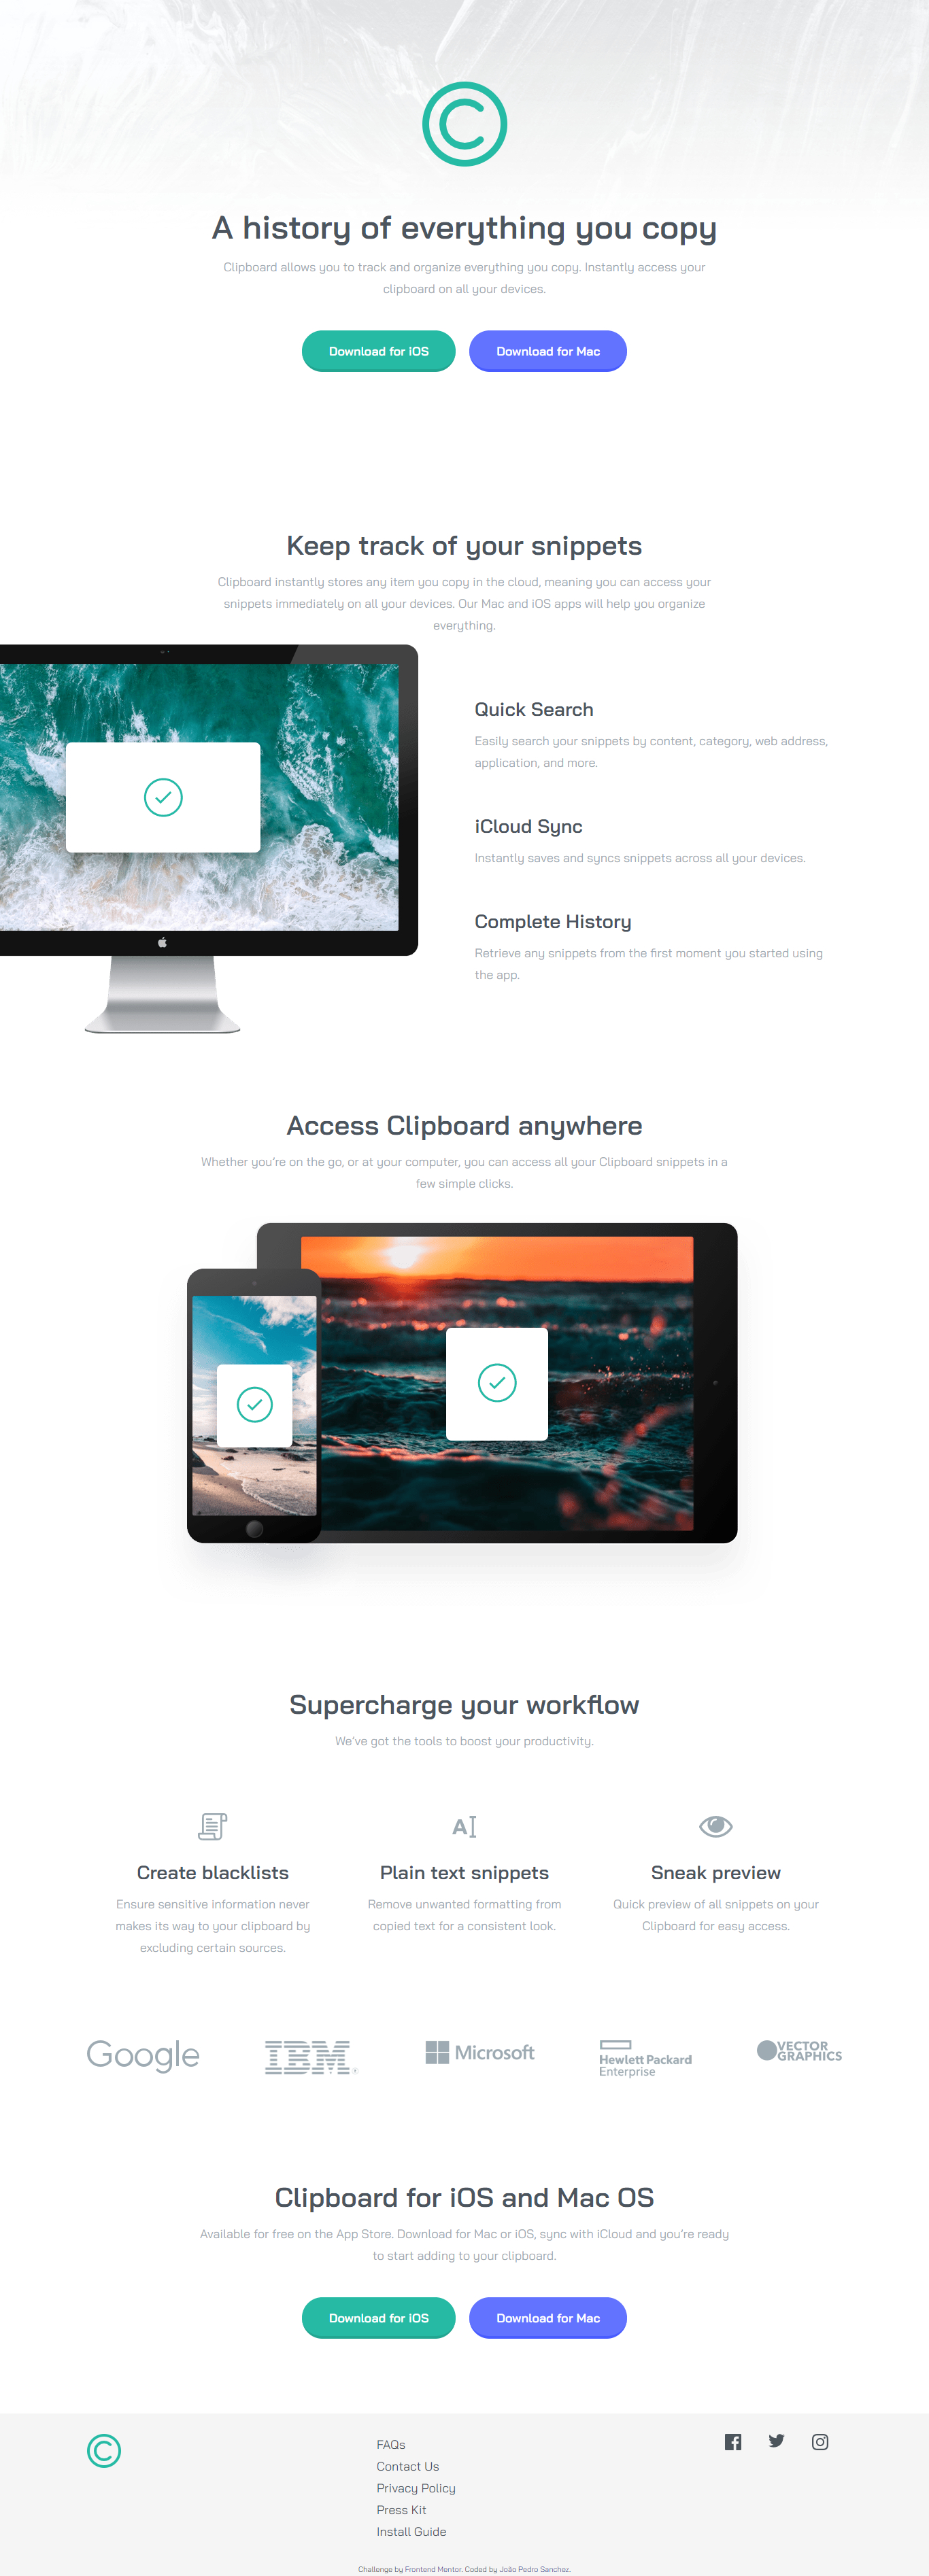 A history of everything you copy
Clipboard allows you to track and organize everything you copy. Instantly access your
clipboard on all your devices.
Download for iOS
Download for Mac
Keep track of your snippets
Clipboard instantly stores any item you copy in the cloud, meaning you can access your
snippets immediately on all your devices. Our Mac and iOS apps will help you organize
everything.
Quick Search
Easily search your snippets by content, category, web address,
application, and more.
iCloud Sync
Instantly saves and syncs snippets across all your devices.
Complete History
Retrieve any snippets from the first moment you started using
the app.
Access Clipboard anywhere
Whether you’re on the go, or at your computer, you can access all your Clipboard snippets in a
few simple clicks.
Supercharge your workflow
We’ve got the tools to boost your productivity.
Create blacklists
Ensure sensitive information never
makes its way to your clipboard by
excluding certain sources.
Plain text snippets
Remove unwanted formatting from
copied text for a consistent look.
Sneak preview
Quick preview of all snippets on your
Clipboard for easy access.
Google
IBM
Microsoft
Hewlett Packard
Enterprise
VECTOR
GRAPHICS
Clipboard for iOS and Mac OS
Available for free on the App Store. Download for Mac or iOS, sync with iCloud and you’re ready
to start adding to your clipboard.
Download for iOS
Download for Mac
FAQs
Contact Us
Privacy Policy
Press Kit
Install Guide
Challenge by Frontend Mentor. Coded by João Pedro Sanchez.